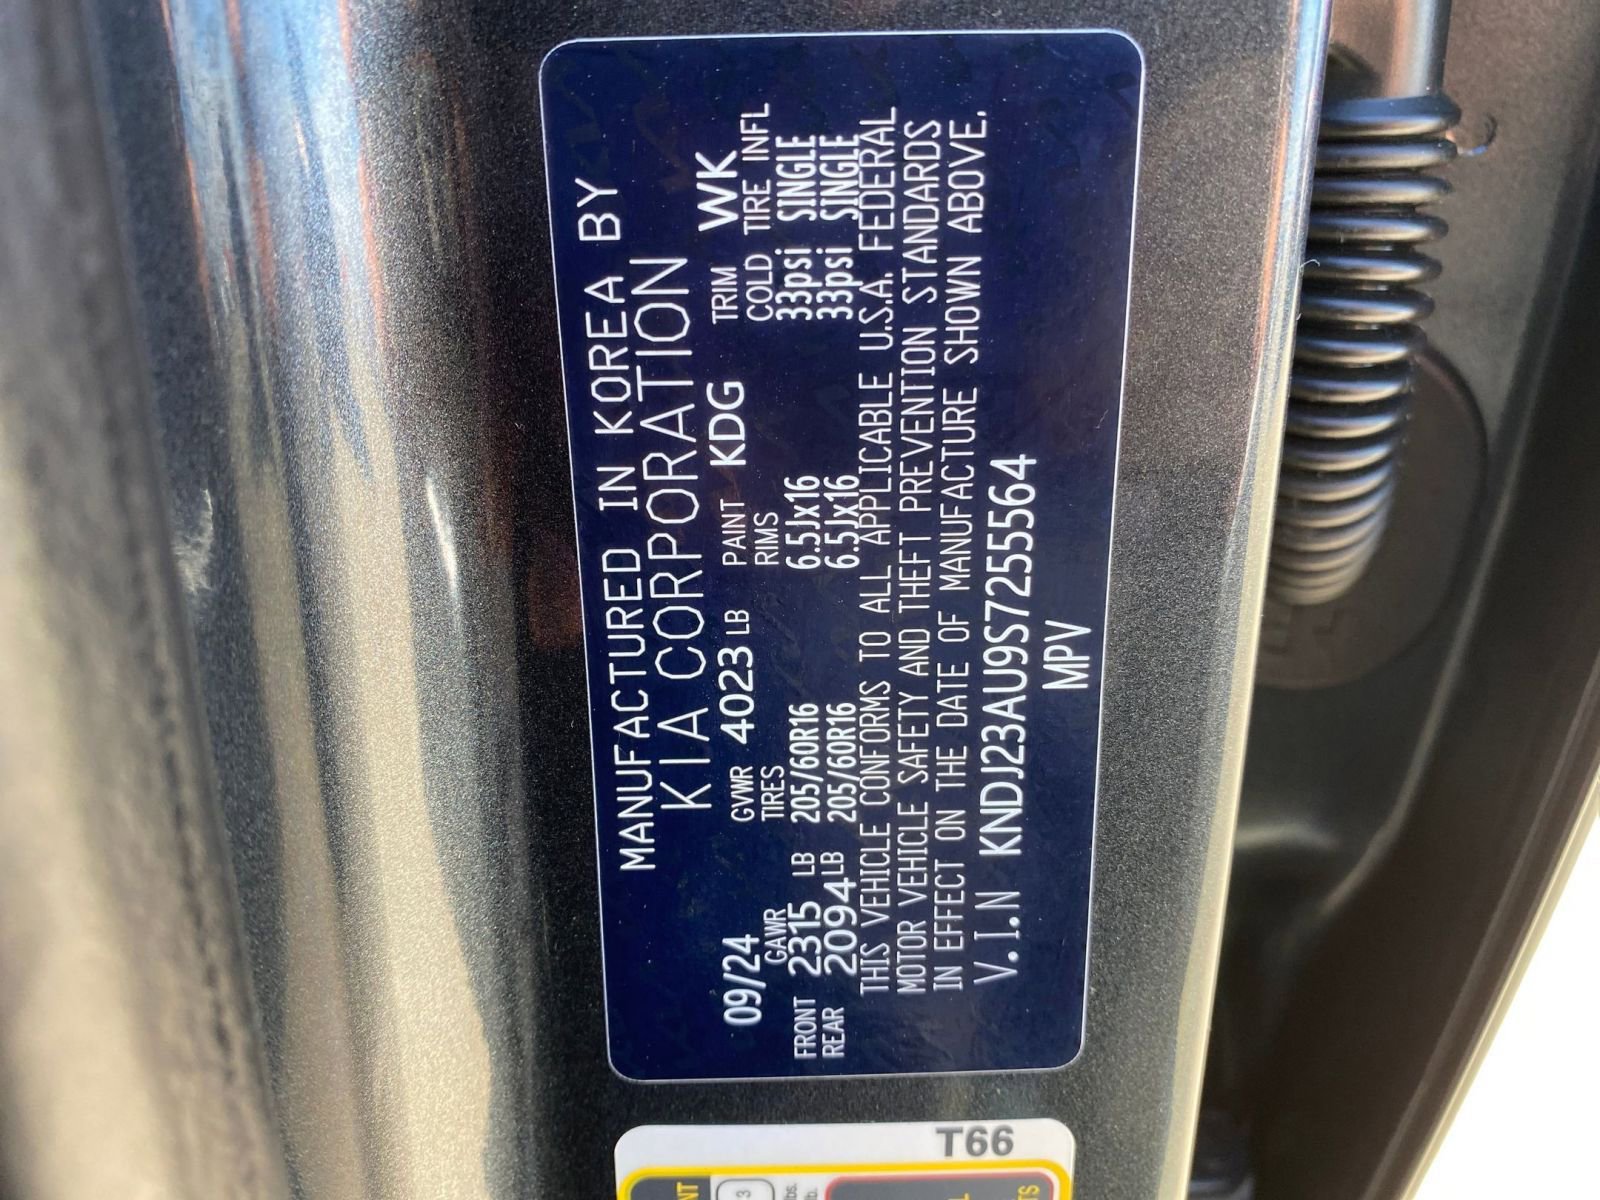 MANUFACTURED IN KOREA BY
KIA CORPORATION
09/24 GVWR 4023 LB PAINT KDG TRIM WK
GAWR TIRES RIMS COLD TIRE INFL
FRONT 2315 LB 205/60R16 6.5Jx16 33psi SINGLE
REAR 2094 LB 205/60R16 6.5Jx16 33psi SINGLE
THIS VEHICLE CONFORMS TO ALL APPLICABLE U.S.A. FEDERAL
MOTOR VEHICLE SAFETY AND THEFT PREVENTION STANDARDS
IN EFFECT ON THE DATE OF MANUFACTURE SHOWN ABOVE.
V.I.N KNDJ23AU9S7255564
MPV
T66
3